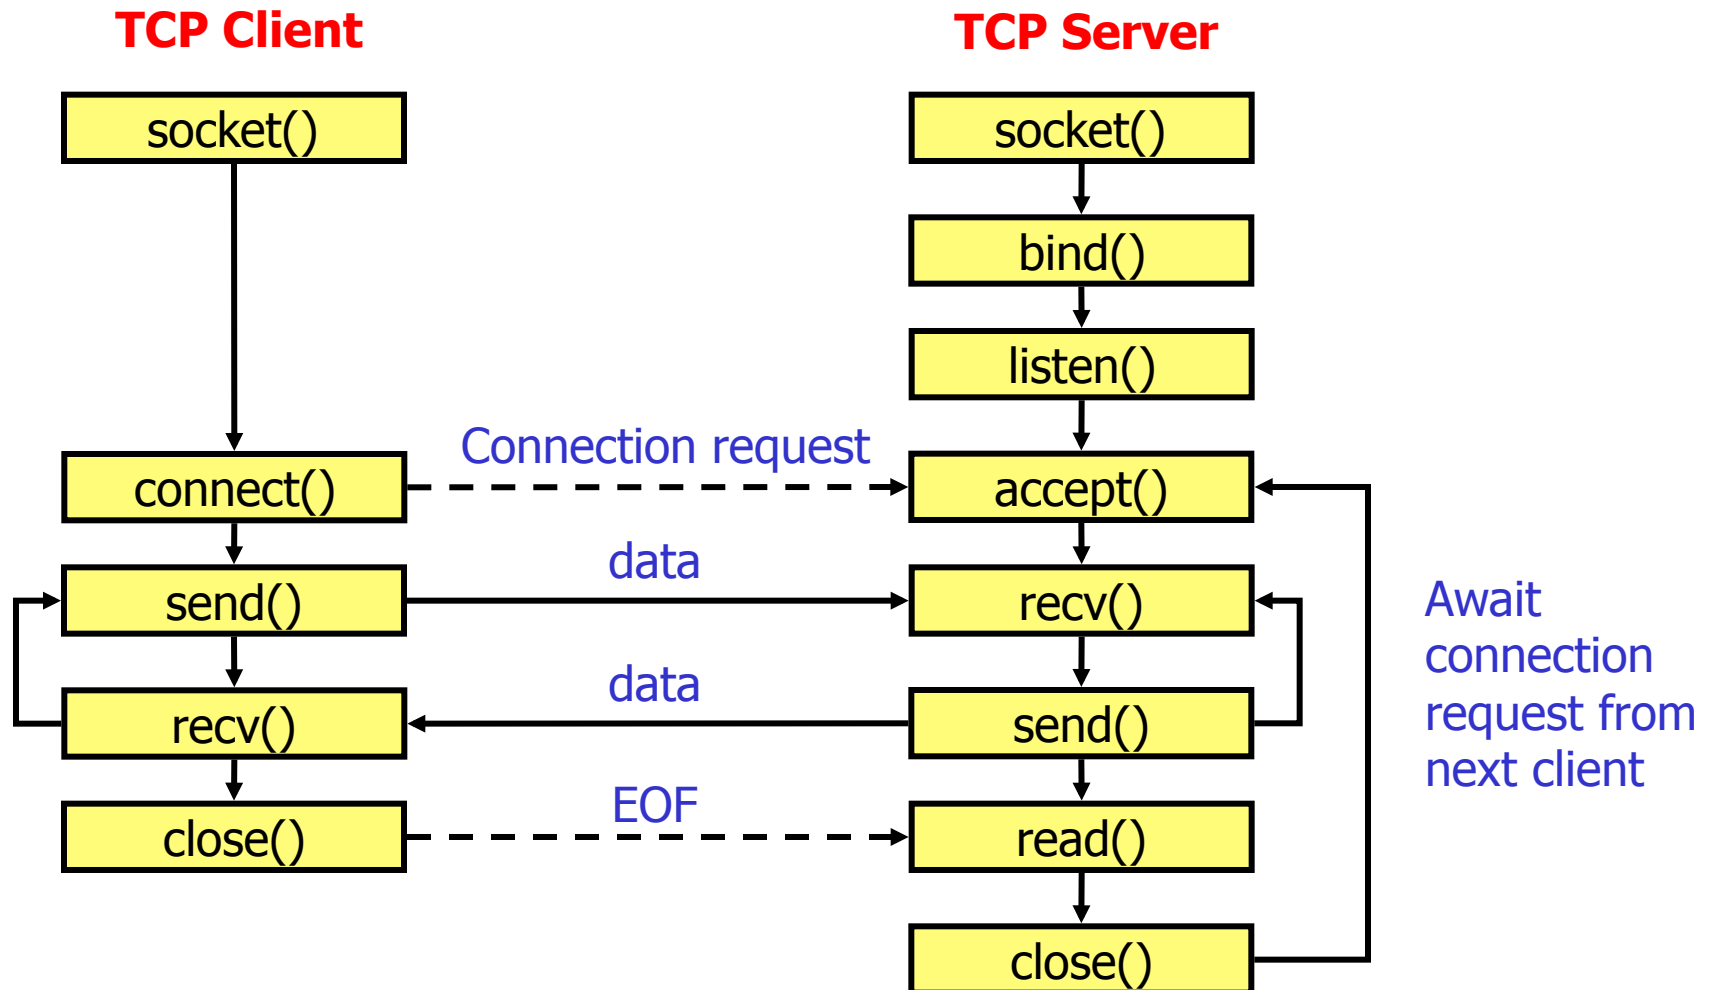 TCP Client
TCP Server
socket()
socket()
bind()
listen()
Connection request
connect()
accept()
data
send()
recv()
Await
connection
request from
next client
data
recv()
send()
EOF
close()
read()
close()